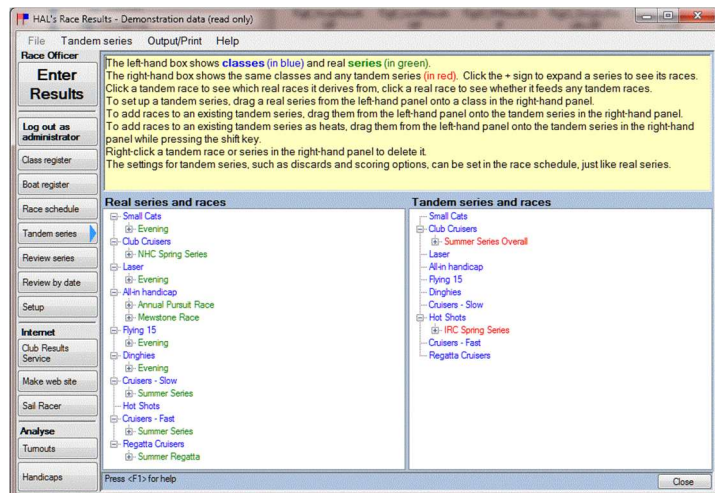 HAL's Race Results - Demonstration data (read only)
File Tandem series Output/Print Help
Race Officer
Enter
Results
Log out as
administrator
Class register
Boat register
Race schedule
Tandem series
Review series
Review by date
Setup
Internet
Club Results
Service
Make web site
Sail Racer
Analyse
Turnouts
Handicaps
The left-hand box shows classes (in blue) and real series (in green).
The right-hand box shows the same classes and any tandem series (in red). Click the + sign to expand a series to see its races.
Click a tandem race to see which real races it derives from, click a real race to see whether it feeds any tandem races.
To set up a tandem series, drag a real series from the left-hand panel onto a class in the right-hand panel.
To add races to an existing tandem series, drag them from the left-hand panel onto the tandem series in the right-hand panel.
To add races to an existing tandem series as heats, drag them from the left-hand panel onto the tandem series in the right-hand
panel while pressing the shift key.
Right-click a tandem race or series in the right-hand panel to delete it.
The settings for tandem series, such as discards and scoring options, can be set in the race schedule, just like real series.
Real series and races
Small Cats
Evening
Club Cruisers
NHC Spring Series
Laser
Evening
All-in handicap
Annual Pursuit Race
Mewstone Race
Flying 15
Evening
Dinghies
Evening
Cruisers - Slow
Summer Series
Hot Shots
Cruisers - Fast
Summer Series
Regatta Cruisers
Summer Regatta
Tandem series and races
Small Cats
Club Cruisers
Summer Series Overall
Laser
All-in handicap
Flying 15
Dinghies
Cruisers - Slow
Hot Shots
IRC Spring Series
Cruisers - Fast
Regatta Cruisers
Press <F1> for help
Close